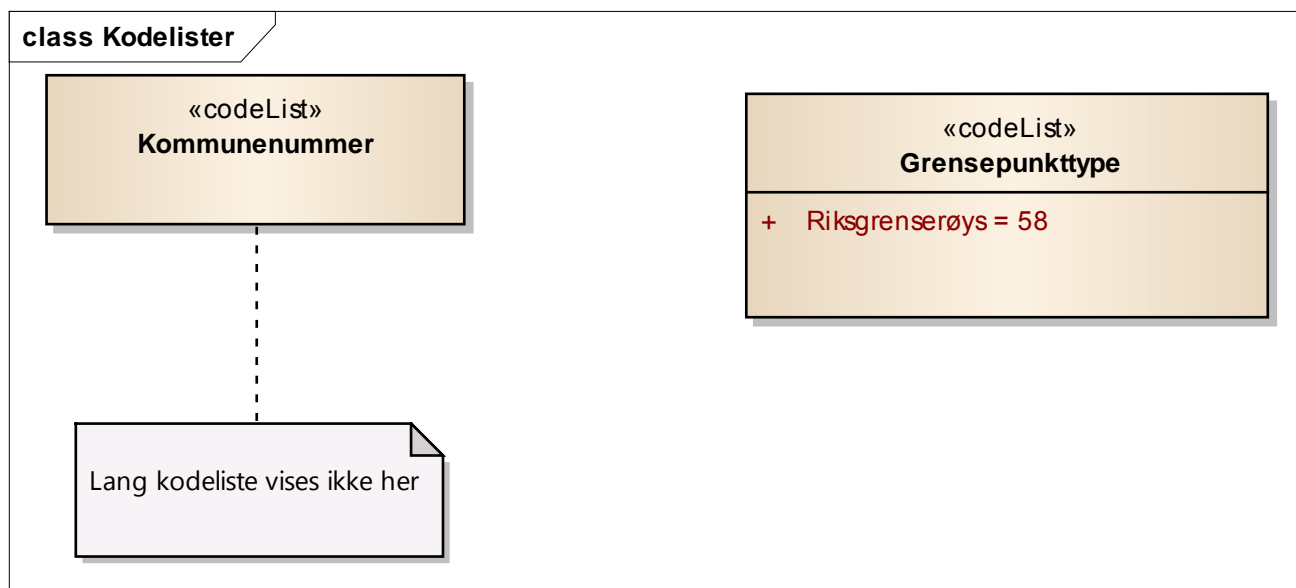 class Kodelister
«codeList»
Kommunenummer
«codeList»
Grensepunkttype
+ Riksgrenserøys = 58
Lang kodeliste vises ikke her